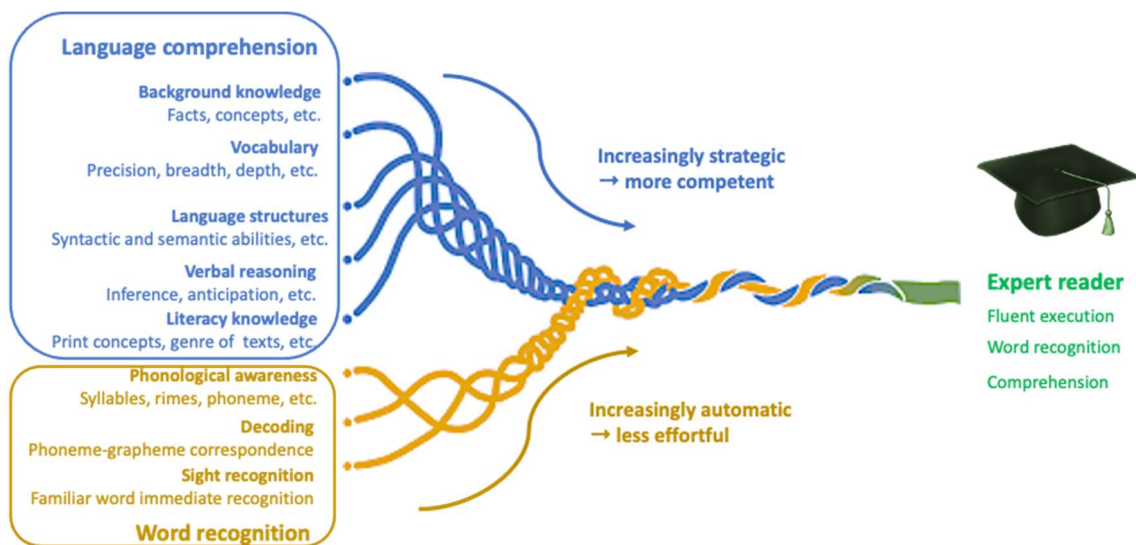 Language comprehension
Background knowledge
Facts, concepts, etc.
Vocabulary
Precision, breadth, depth, etc.
Language structures
Syntactic and semantic abilities, etc.
Verbal reasoning
Inference, anticipation, etc.
Literacy knowledge
Print concepts, genre of texts, etc.
Phonological awareness
Syllables, rimes, phoneme, etc.
Decoding
Phoneme-grapheme correspondence
Sight recognition
Familiar word immediate recognition
Word recognition
Increasingly strategic
→ more competent
Increasingly automatic
→ less effortful
Expert reader
Fluent execution
Word recognition
Comprehension